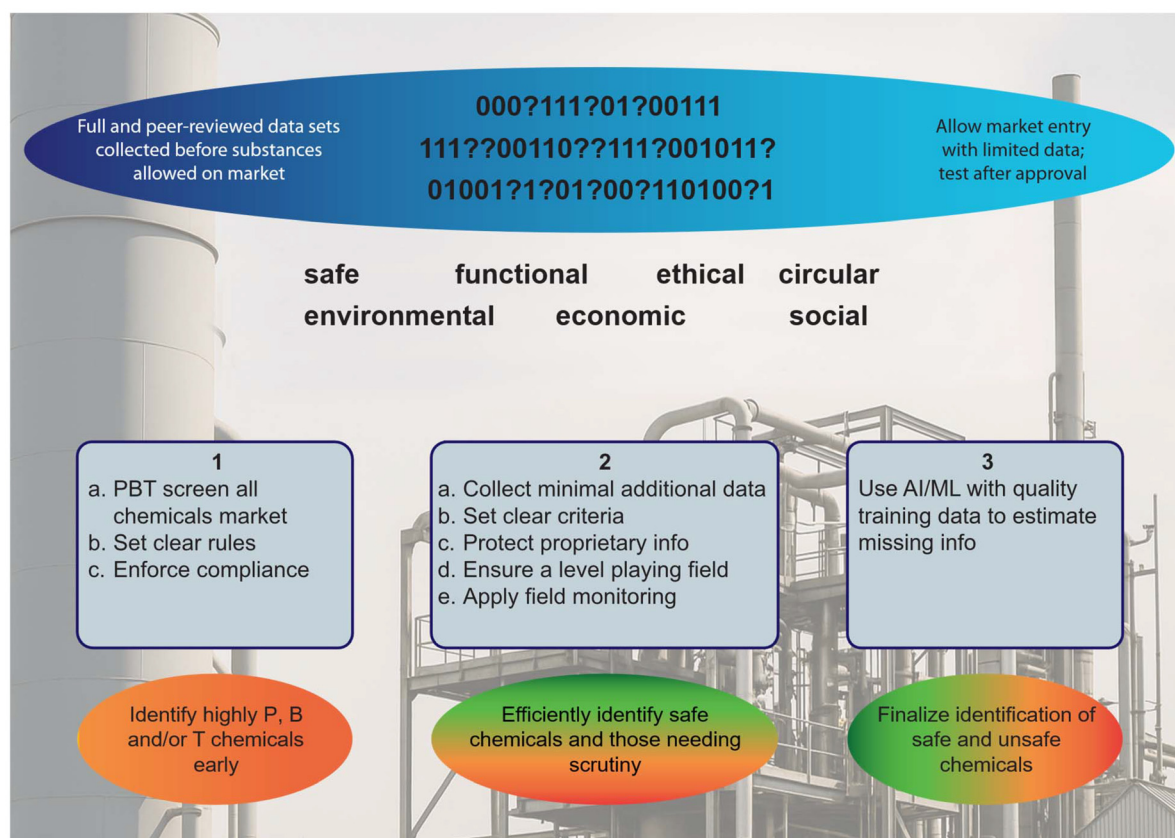 Full and peer-reviewed data sets
collected before substances
allowed on market
000?111?01?00111
111??00110??111?001011?
01001?1?01?00?110100?1
Allow market entry
with limited data;
test after approval
safe functional ethical circular
environmental economic social
1
a. PBT screen all
chemicals market
b. Set clear rules
c. Enforce compliance
2
a. Collect minimal additional data
b. Set clear criteria
c. Protect proprietary info
d. Ensure a level playing field
e. Apply field monitoring
3
Use AI/ML with quality
training data to estimate
missing info
Identify highly P, B
and/or T chemicals
early
Efficiently identify safe
chemicals and those needing
scrutiny
Finalize identification of
safe and unsafe
chemicals